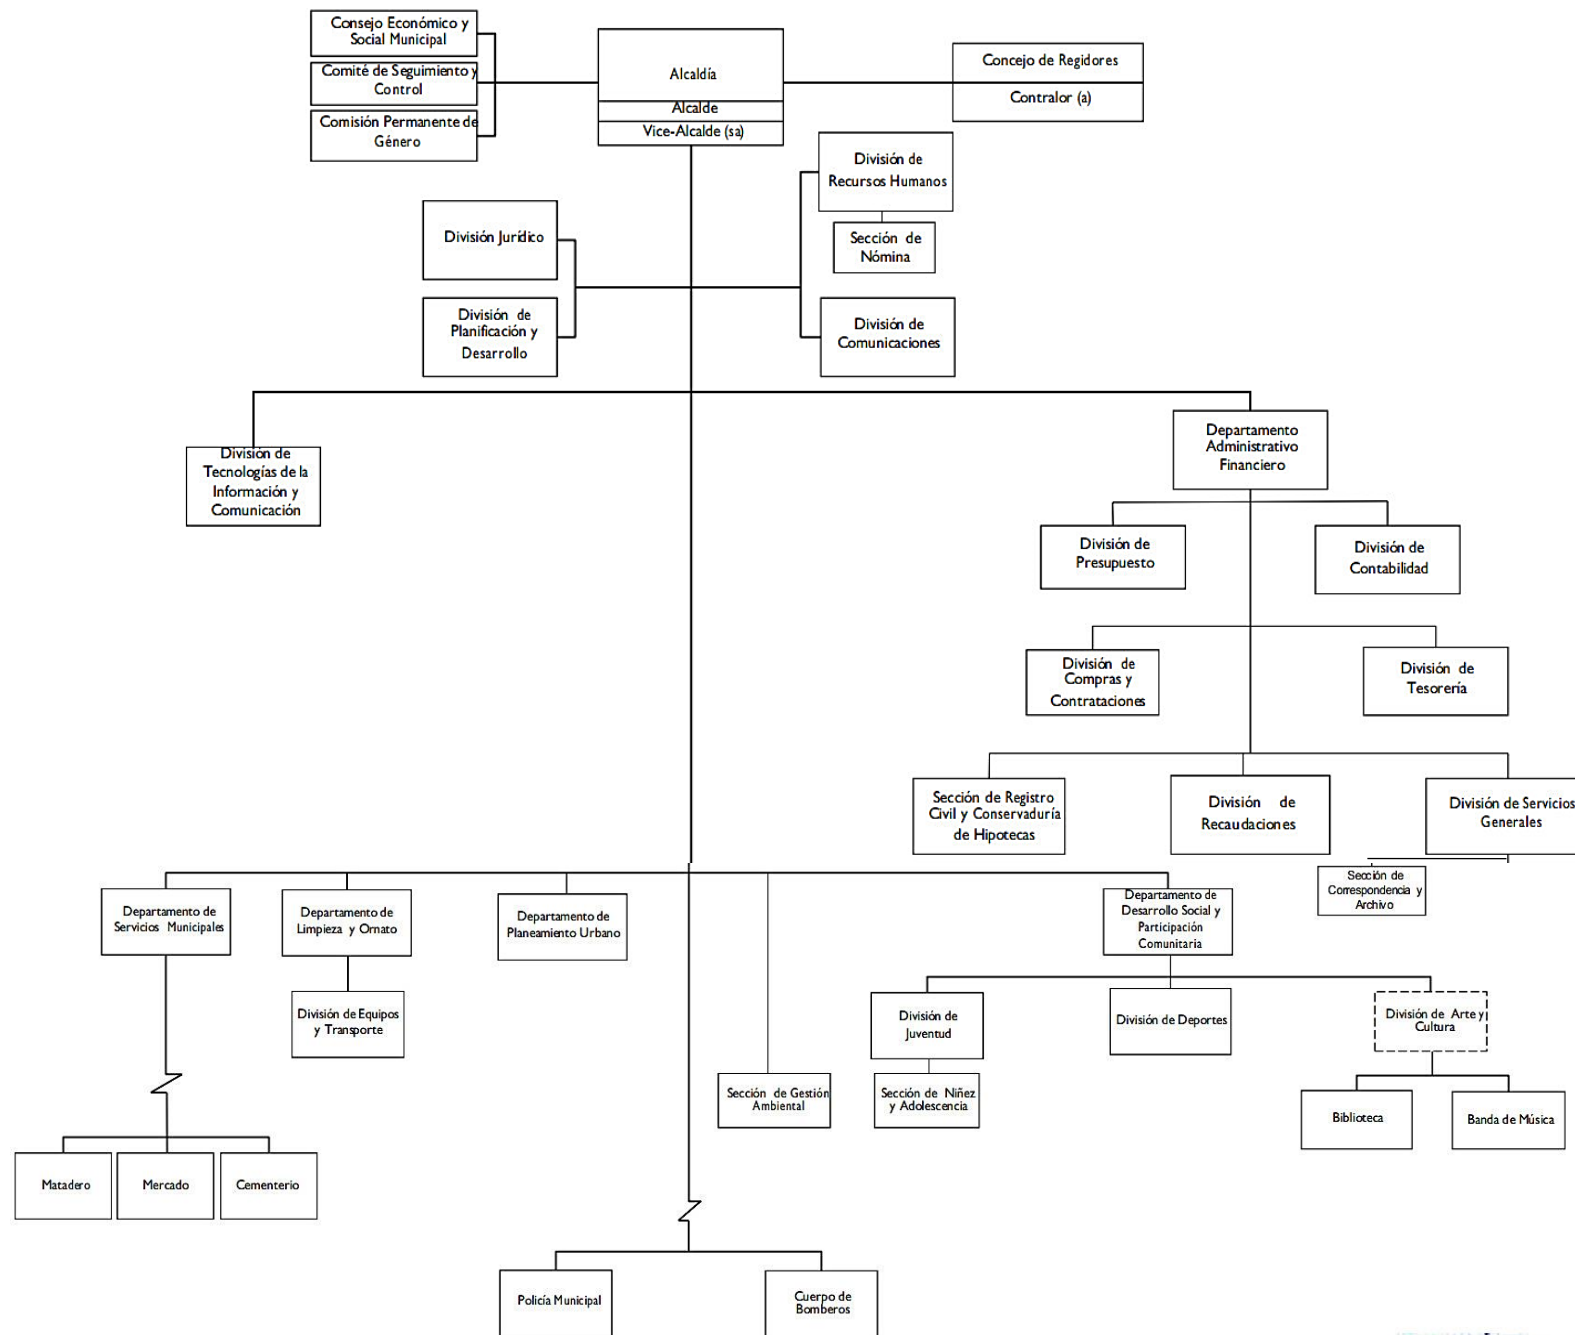 Consejo Económico y
Social Municipal
Comité de Seguimiento y
Control
Comisión Permanente de
Género
Alcaldía
Alcalde
Vice-Alcalde (sa)
Concejo de Regidores
Contralor (a)
División de
Recursos Humanos
Sección de
Nómina
División Jurídico
División de
Planificación y
Desarrollo
División de
Comunicaciones
División de
Tecnologías de la
Información y
Comunicación
Departamento
Administrativo
Financiero
División de
Presupuesto
División de
Contabilidad
División de
Compras y
Contrataciones
División de
Tesorería
Sección de Registro
Civil y Conservaduría
de Hipotecas
División de
Recaudaciones
División de Servicios
Generales
Sección de
Correspondencia y
Archivo
Departamento de
Servicios Municipales
Departamento de
Limpieza y Ornato
Departamento de
Planeamiento Urbano
Departamento de
Desarrollo Social y
Participación
Comunitaria
División de Equipos
y Transporte
División de
Juventud
División de Deportes
División de Arte y
Cultura
Sección de Gestión
Ambiental
Sección de Niñez
y Adolescencia
Biblioteca
Banda de Música
Matadero
Mercado
Cementerio
Policía Municipal
Cuerpo de
Bomberos